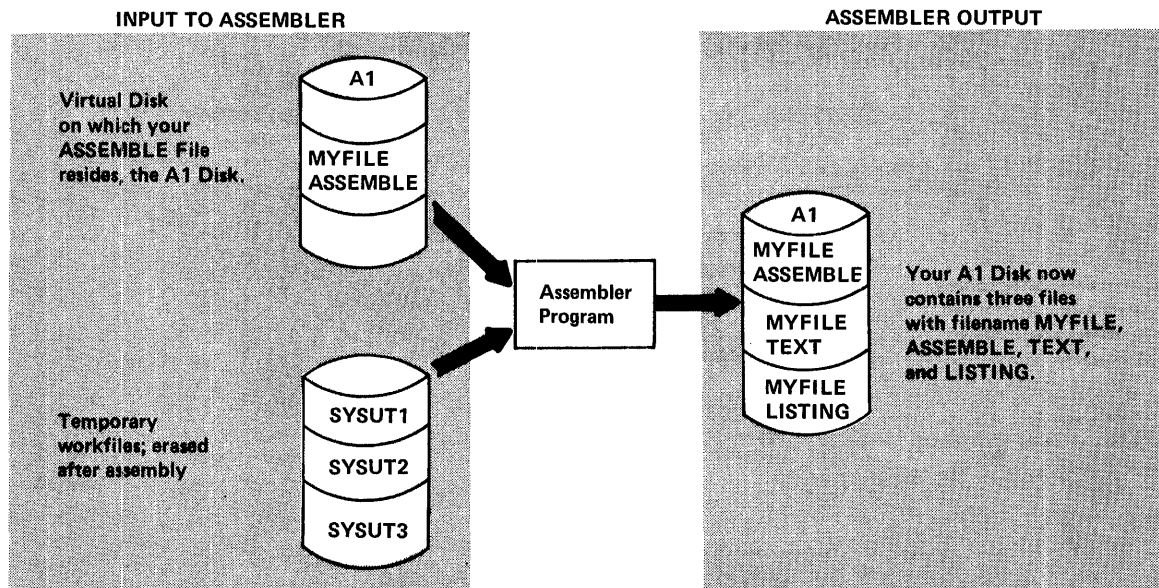 INPUT TO ASSEMBLER
Virtual Disk
on which your
ASSEMBLE File
resides, the A1 Disk.
A1
MYFILE
ASSEMBLE
Temporary
workfiles; erased
after assembly
SYSUT1
SYSUT2
SYSUT3
Assembler
Program
ASSEMBLER OUTPUT
A1
MYFILE
ASSEMBLE
MYFILE
TEXT
MYFILE
LISTING
Your A1 Disk now
contains three files
with filename MYFILE,
ASSEMBLE, TEXT,
and LISTING.